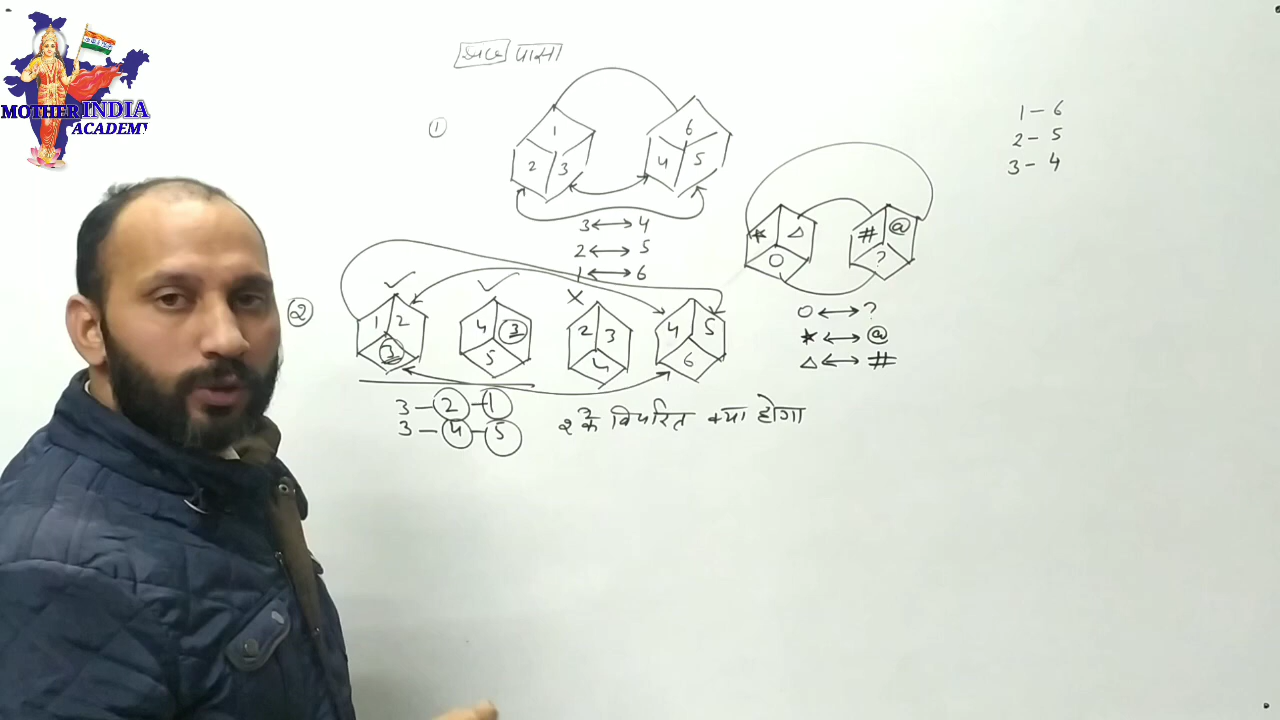 MOTHER INDIA
ACADEMY
पासा
①
1 2 3
6 4 5
3 ↔ 4
2 ↔ 5
1 ↔ 6
1 - 6
2 - 5
3 - 4
★ △ ○
# @ ?
○ ↔ ?
★ ↔ @
△ ↔ #
②
✓ ✓ ×
1 2 3
4 3 5
2 3 4
4 5 6
3 - 2 - 1
3 - 4 - 5
2 के विपरित क्या होगा